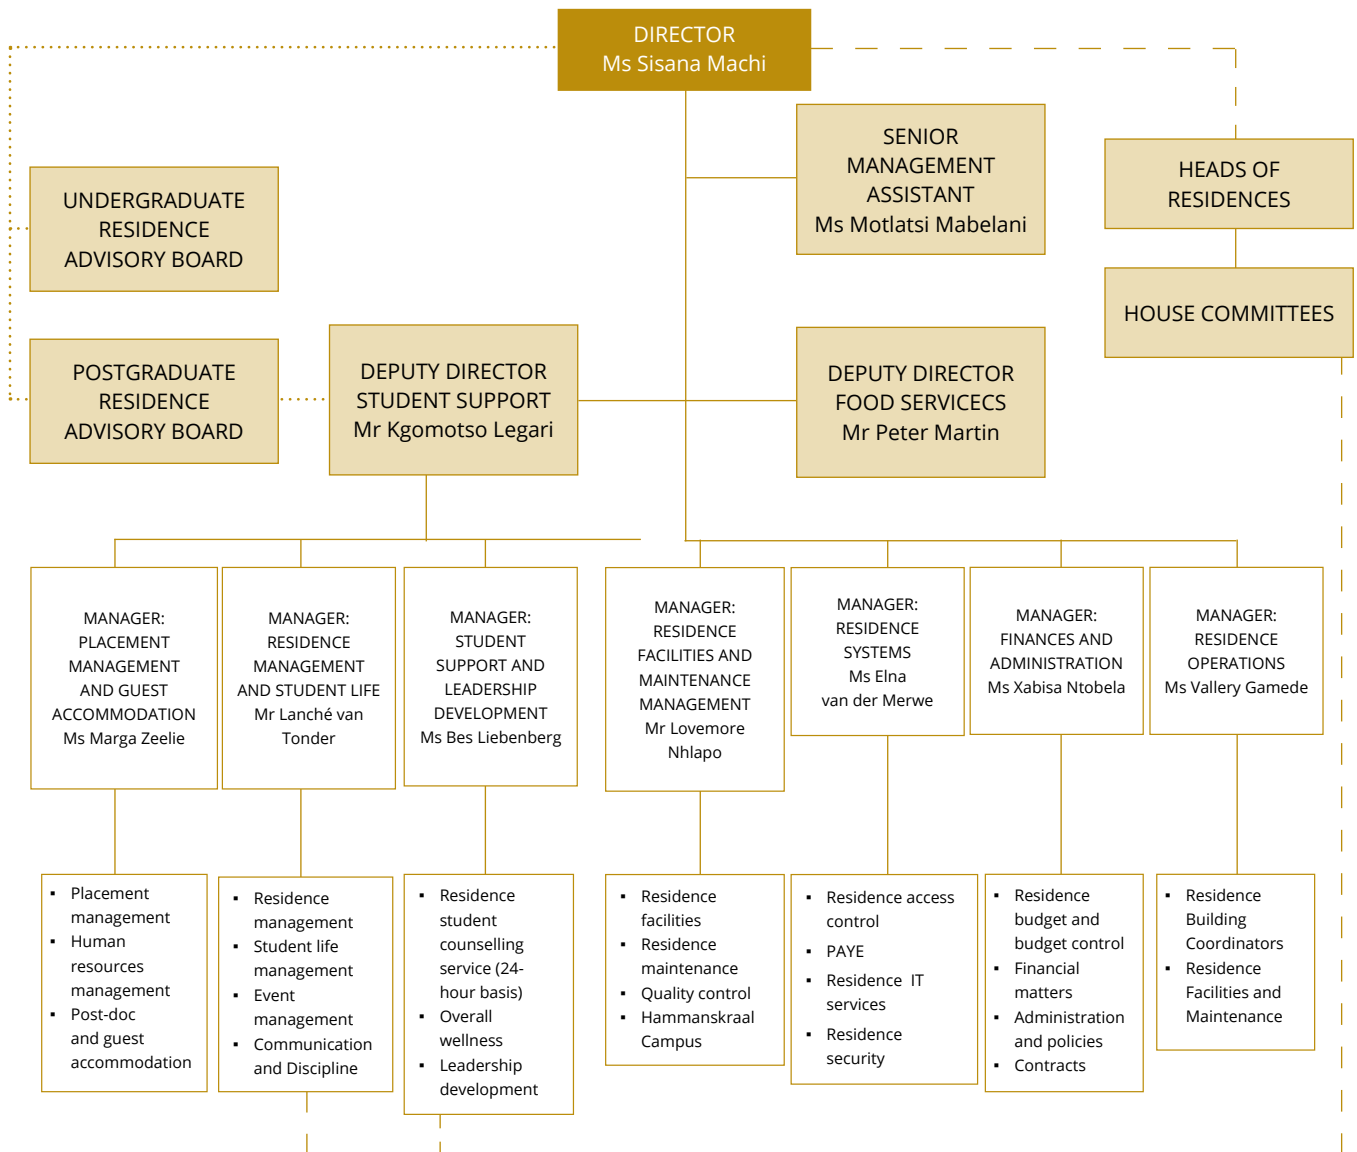 DIRECTOR
Ms Sisana Machi
SENIOR
MANAGEMENT
ASSISTANT
Ms Motlatsi Mabelani
HEADS OF
RESIDENCES
UNDERGRADUATE
RESIDENCE
ADVISORY BOARD
HOUSE COMMITTEES
POSTGRADUATE
RESIDENCE
ADVISORY BOARD
DEPUTY DIRECTOR
STUDENT SUPPORT
Mr Kgomotso Legari
DEPUTY DIRECTOR
FOOD SERVICECS
Mr Peter Martin
MANAGER:
PLACEMENT
MANAGEMENT
AND GUEST
ACCOMMODATION
Ms Marga Zeelie
MANAGER:
RESIDENCE
MANAGEMENT
AND STUDENT LIFE
Mr Lanché van
Tonder
MANAGER:
STUDENT
SUPPORT AND
LEADERSHIP
DEVELOPMENT
Ms Bes Liebenberg
MANAGER:
RESIDENCE
FACILITIES AND
MAINTENANCE
MANAGEMENT
Mr Lovemore
Nhlapo
MANAGER:
RESIDENCE
SYSTEMS
Ms Elna
van der Merwe
MANAGER:
FINANCES AND
ADMINISTRATION
Ms Xabisa Ntobela
MANAGER:
RESIDENCE
OPERATIONS
Ms Vallery Gamede
▪ Placement
management
▪ Human
resources
management
▪ Post-doc
and guest
accommodation
▪ Residence
management
▪ Student life
management
▪ Event
management
▪ Communication
and Discipline
▪ Residence
student
counselling
service (24-
hour basis)
▪ Overall
wellness
▪ Leadership
development
▪ Residence
facilities
▪ Residence
maintenance
▪ Quality control
▪ Hammanskraal
Campus
▪ Residence access
control
▪ PAYE
▪ Residence IT
services
▪ Residence
security
▪ Residence
budget and
budget control
▪ Financial
matters
▪ Administration
and policies
▪ Contracts
▪ Residence
Building
Coordinators
▪ Residence
Facilities and
Maintenance